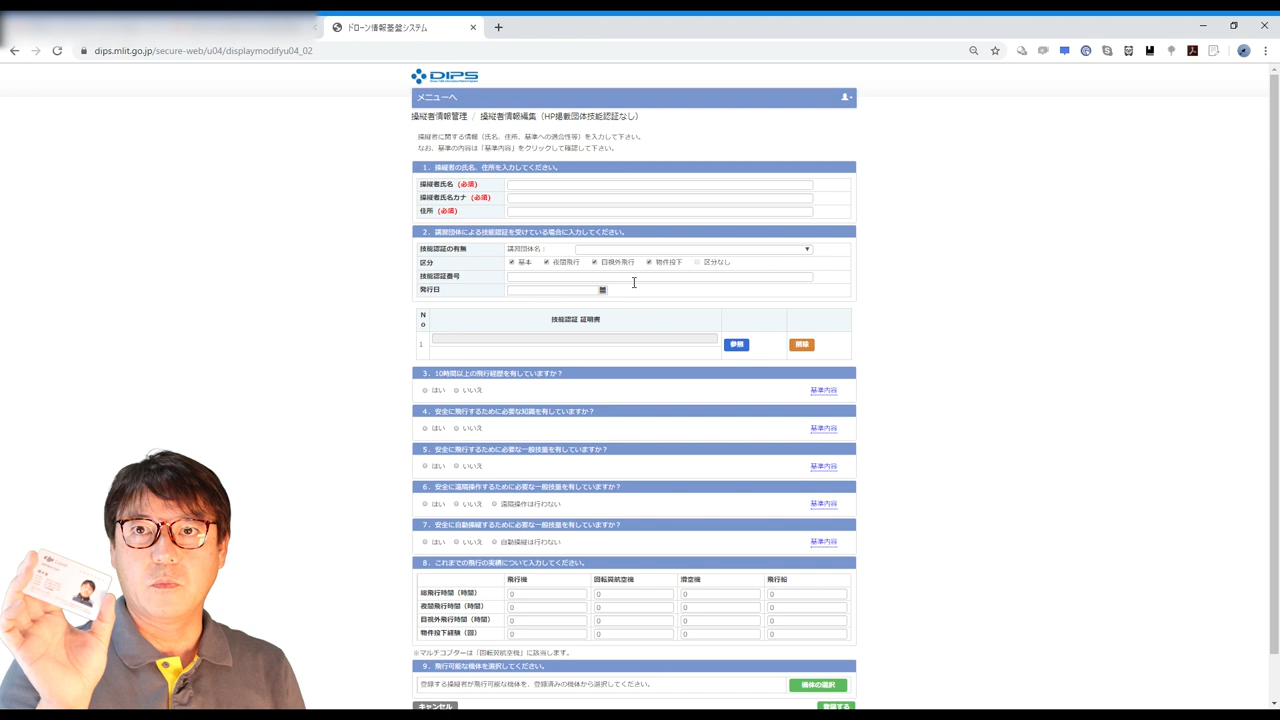 ドローン情報基盤システム
dips.mlit.go.jp/secure-web/u04/displaymodifyu04_02
DIPS
メニューへ
操縦者情報管理 / 操縦者情報編集（HP掲載団体技能認証なし）
操縦者に関する情報（氏名、住所、基準への適合性等）を入力して下さい。
なお、基準の内容は「基準内容」をクリックして確認して下さい。
1．操縦者の氏名、住所を入力してください。
操縦者氏名（必須）
操縦者氏名カナ（必須）
住所（必須）
2．講習団体による技能認証を受けている場合に入力してください。
技能認証の有無 講習団体名：
区分 基本 夜間飛行 目視外飛行 物件投下 区分なし
技能認証番号
発行日
No 技能認証 証明書
1 参照 削除
3．10時間以上の飛行経歴を有していますか？
はい いいえ 基準内容
4．安全に飛行するために必要な知識を有していますか？
はい いいえ 基準内容
5．安全に飛行するために必要な一般技量を有していますか？
はい いいえ 基準内容
6．安全に遠隔操作するために必要な一般技量を有していますか？
はい いいえ 遠隔操作は行わない 基準内容
7．安全に自動操縦するために必要な一般技量を有していますか？
はい いいえ 自動操縦は行わない 基準内容
8．これまでの飛行の実績について入力してください。
飛行機 回転翼航空機 滑空機 飛行船
総飛行時間（時間） 0 0 0 0
夜間飛行時間（時間） 0 0 0 0
目視外飛行時間（時間） 0 0 0 0
物件投下経験（回） 0 0 0 0
※マルチコプターは「回転翼航空機」に該当します。
9．飛行可能な機体を選択してください。
登録する操縦者が飛行可能な機体を、登録済みの機体から選択してください。 機体の選択
キャンセル 登録する